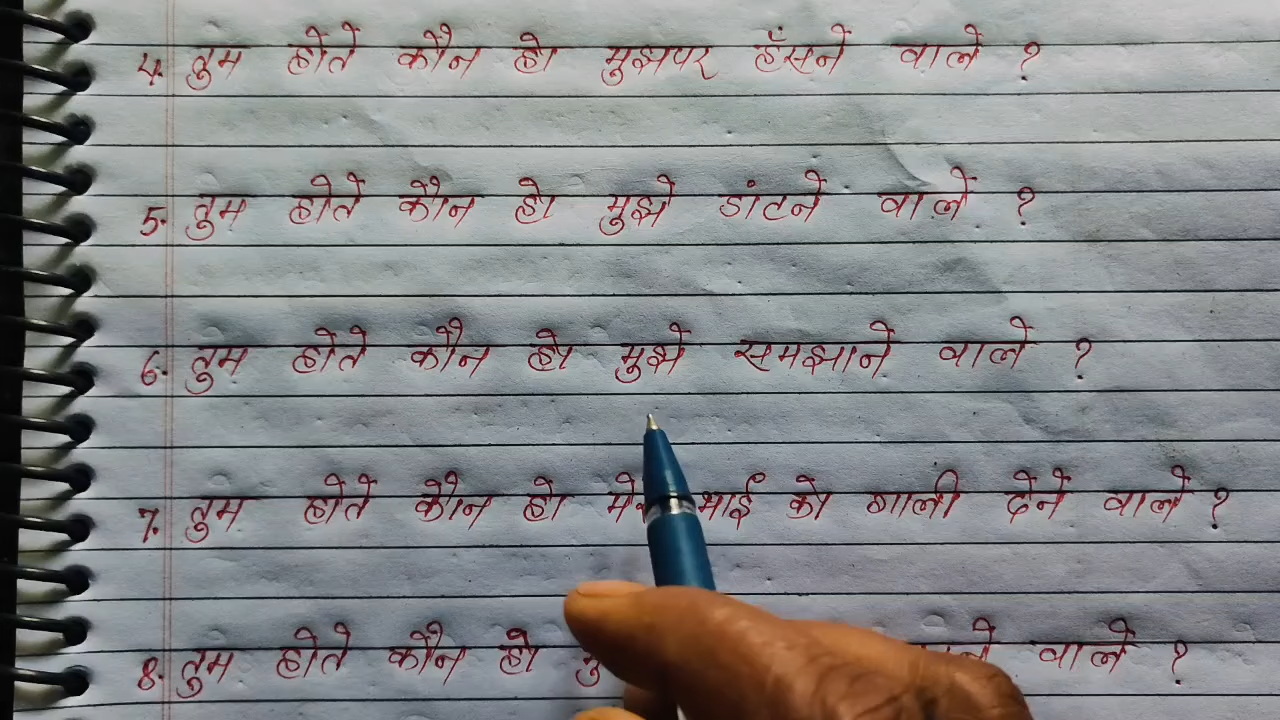 4. तुम होते कौन हो मुझपर हँसने वाले ?
5. तुम होते कौन हो मुझे डांटने वाले ?
6. तुम होते कौन हो मुझे समझाने वाले ?
7. तुम होते कौन हो भाई को गाली देने वाले ?
8. तुम होते कौन हो वाले ?